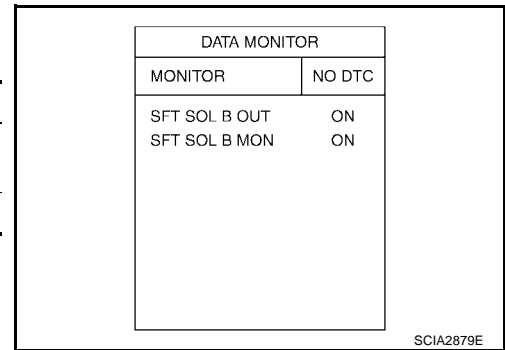 DATA MONITOR
MONITOR NO DTC
SFT SOL B OUT ON
SFT SOL B MON ON
SCIA2879E